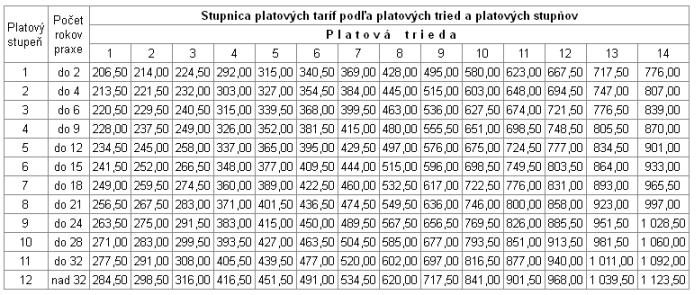 Platový stupeň Počet rokov praxe Stupnica platových taríf podľa platových tried a platových stupňov
Platová trieda
1 2 3 4 5 6 7 8 9 10 11 12 13 14
1 do 2 206,50 214,00 224,50 292,00 315,00 340,50 369,00 428,00 495,00 580,00 623,00 667,50 717,50 776,00
2 do 4 213,50 221,50 232,00 303,00 327,00 354,50 384,00 445,00 515,00 603,00 648,00 694,50 747,00 807,00
3 do 6 220,50 229,50 240,50 315,00 339,50 368,00 399,50 463,00 536,00 627,50 674,00 721,50 776,50 839,00
4 do 9 228,00 237,50 249,00 326,00 352,00 381,50 415,00 480,00 555,50 651,00 698,50 748,50 805,50 870,00
5 do 12 234,50 245,00 258,00 337,00 365,00 395,00 429,50 497,00 576,00 675,00 724,50 777,00 834,50 901,00
6 do 15 241,50 252,00 266,50 348,00 377,00 409,50 444,00 515,00 596,00 698,50 749,50 803,50 864,00 933,00
7 do 18 249,00 259,50 274,50 360,00 389,00 422,50 460,00 532,50 617,00 722,50 776,00 831,00 893,00 965,50
8 do 21 256,50 267,50 283,00 371,00 401,50 436,50 474,50 549,50 636,00 746,00 800,00 858,00 923,00 997,00
9 do 24 263,50 275,00 291,50 383,00 415,00 450,00 489,50 567,50 656,50 769,50 826,00 885,50 951,50 1 028,50
10 do 28 271,00 283,00 299,50 393,50 427,00 463,50 504,50 585,00 677,00 793,50 851,00 913,50 981,50 1 060,00
11 do 32 277,50 291,00 308,00 405,50 439,50 477,00 520,00 602,00 697,00 816,50 877,00 940,00 1 011,00 1 092,00
12 nad 32 284,50 298,50 316,00 416,50 451,50 491,00 534,50 620,00 717,50 841,00 901,50 968,00 1 039,50 1 123,50